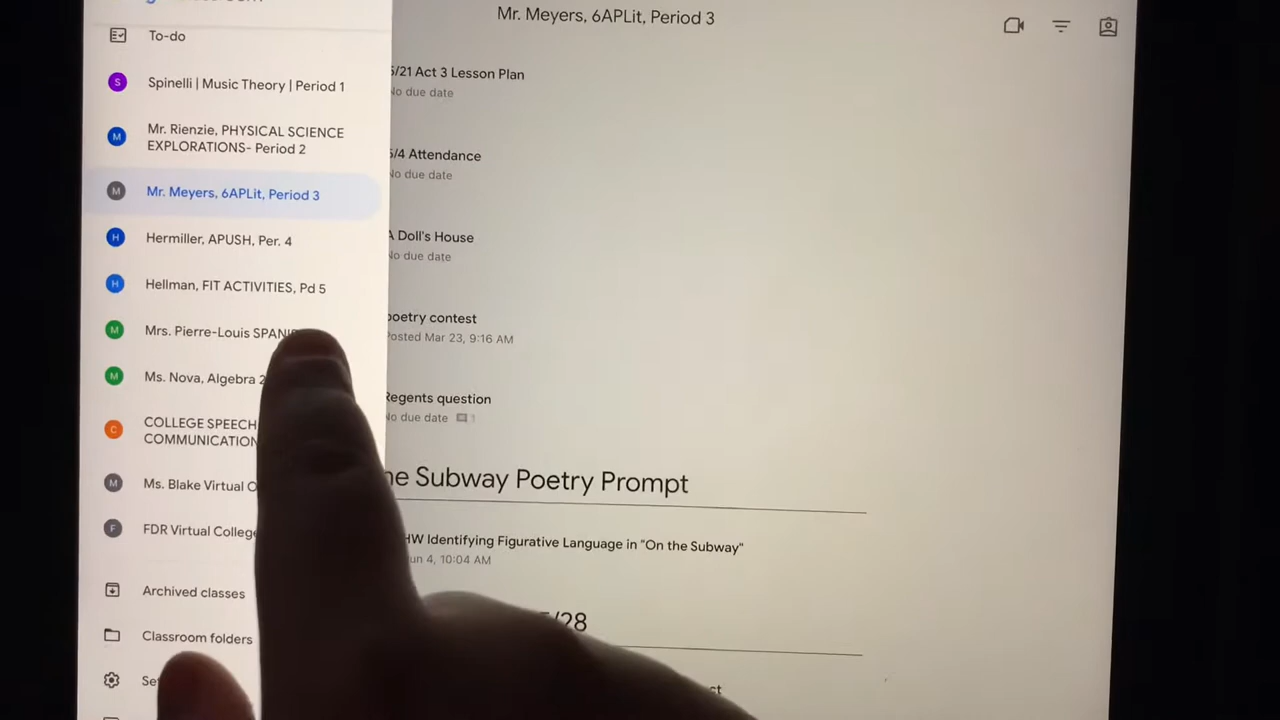 To-do
S Spinelli | Music Theory | Period 1
M Mr. Rienzie, PHYSICAL SCIENCE
EXPLORATIONS- Period 2
M Mr. Meyers, 6APLit, Period 3
H Hermiller, APUSH, Per. 4
H Hellman, FIT ACTIVITIES, Pd 5
M Mrs. Pierre-Louis
M Ms. Nova, Algebra 2
C COLLEGE SPEECH
COMMUNICATION
M Ms. Blake Virtual
F FDR Virtual College
Archived classes
Classroom folders
Mr. Meyers, 6APLit, Period 3
5/21 Act 3 Lesson Plan
No due date
5/4 Attendance
No due date
A Doll's House
No due date
poetry contest
Posted Mar 23, 9:16 AM
Regents question
No due date
Subway Poetry Prompt
HW Identifying Figurative Language in "On the Subway"
Jun 4, 10:04 AM
/28